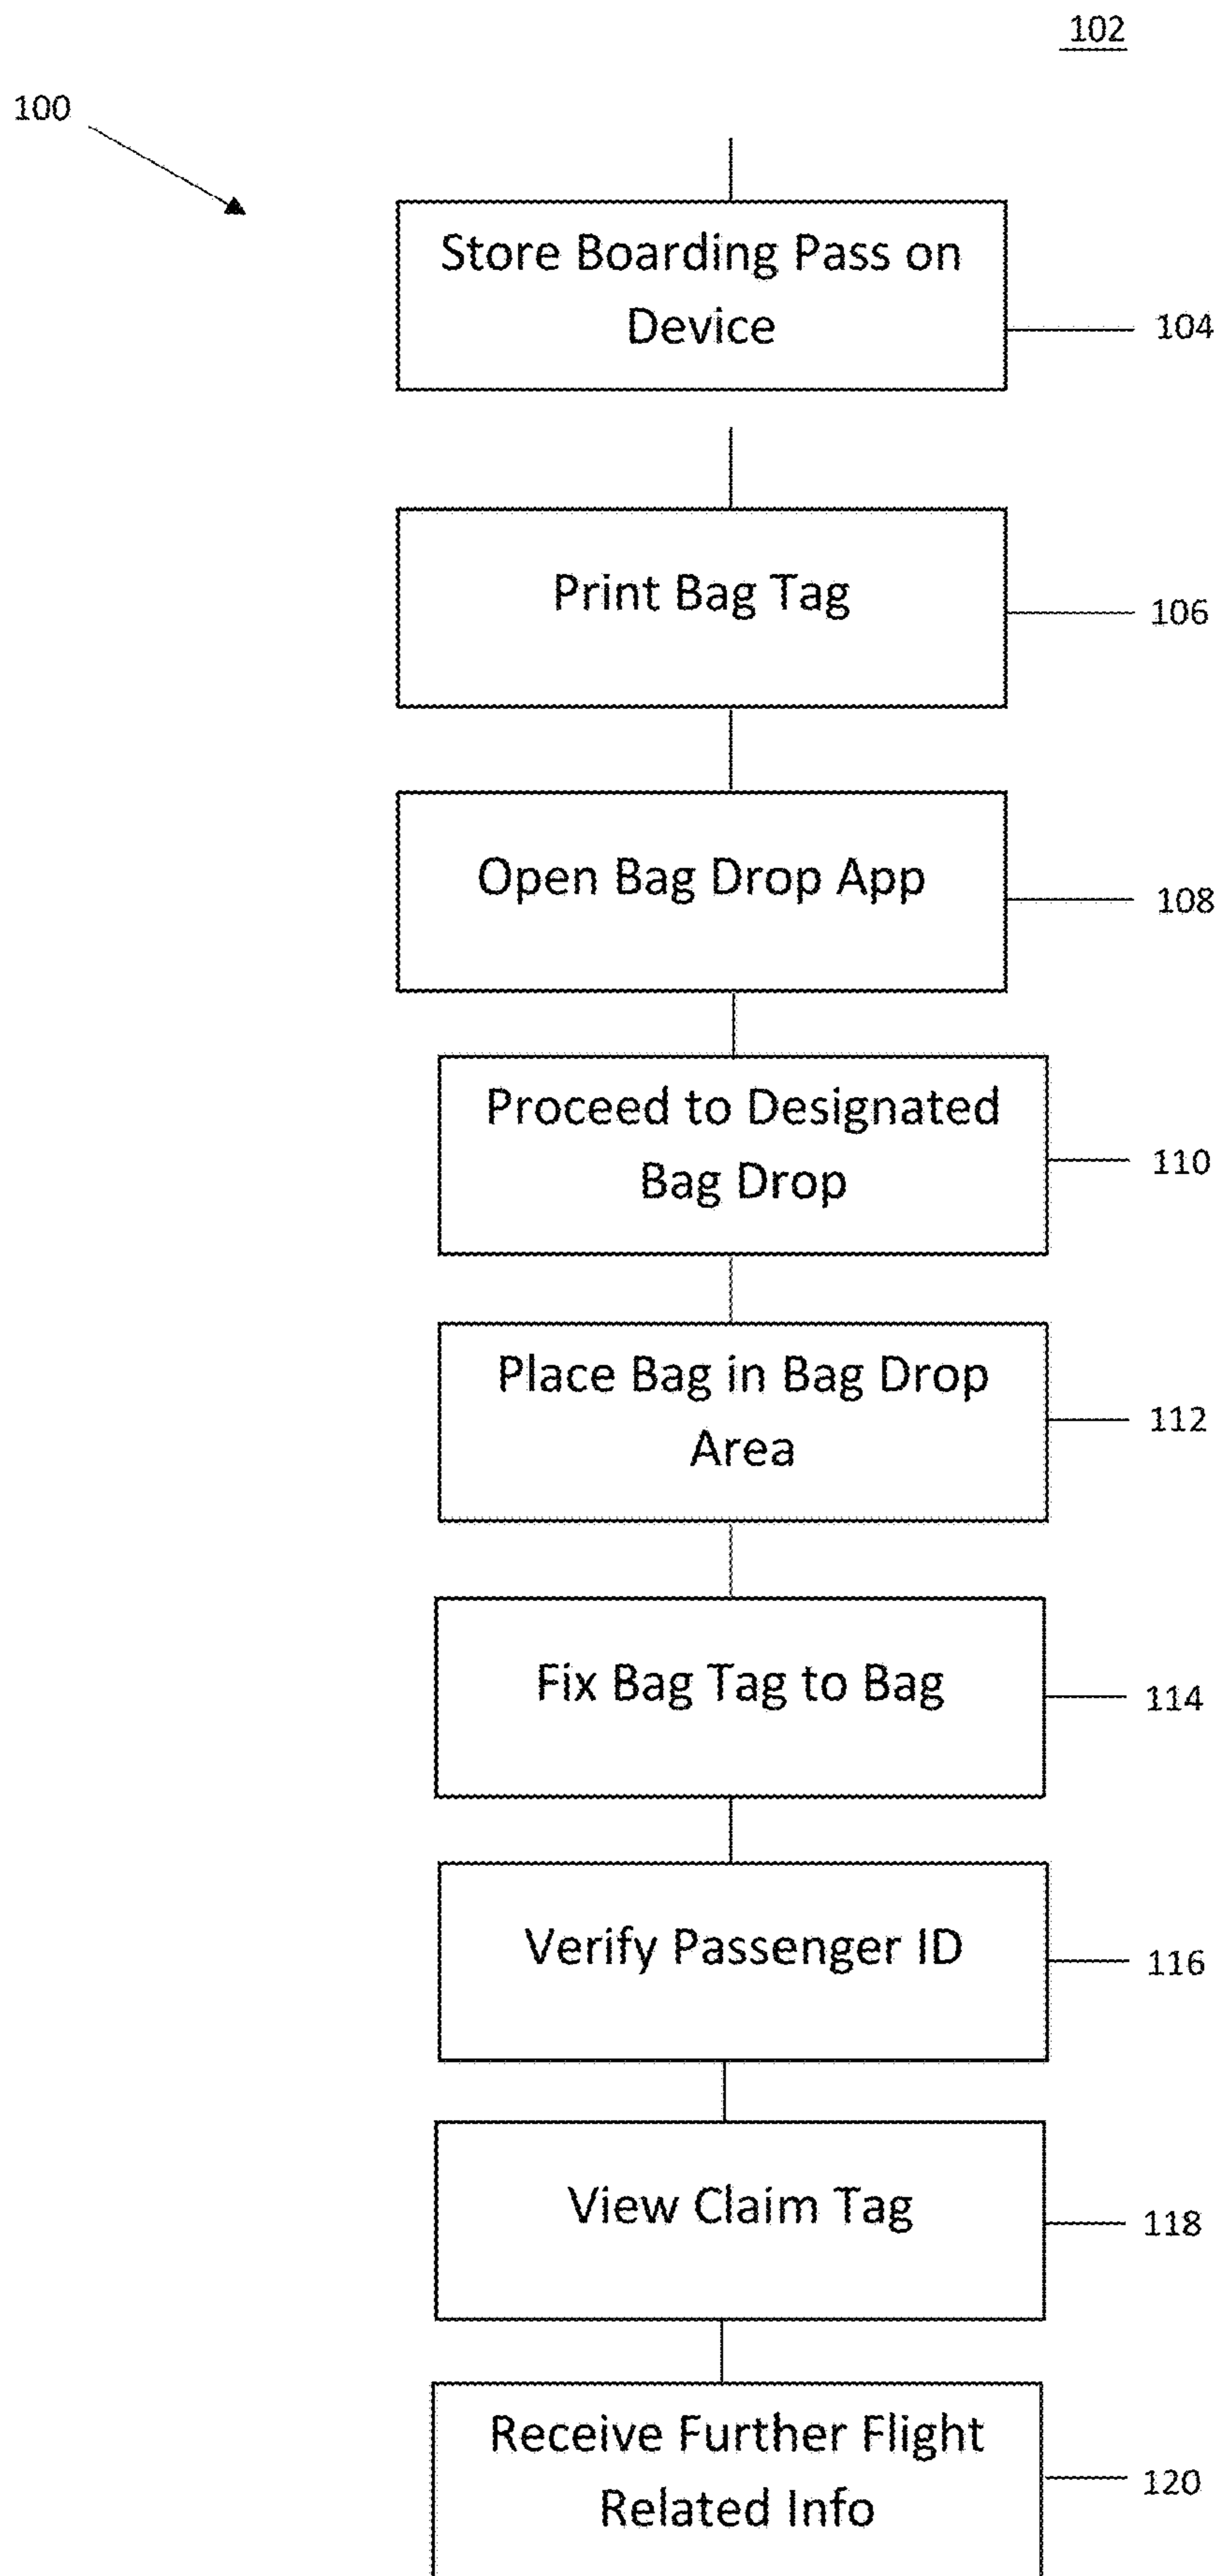 102
100
Store Boarding Pass on
Device
104
Print Bag Tag
106
Open Bag Drop App
108
Proceed to Designated
Bag Drop
110
Place Bag in Bag Drop
Area
112
Fix Bag Tag to Bag
114
Verify Passenger ID
116
View Claim Tag
118
Receive Further Flight
Related Info
120